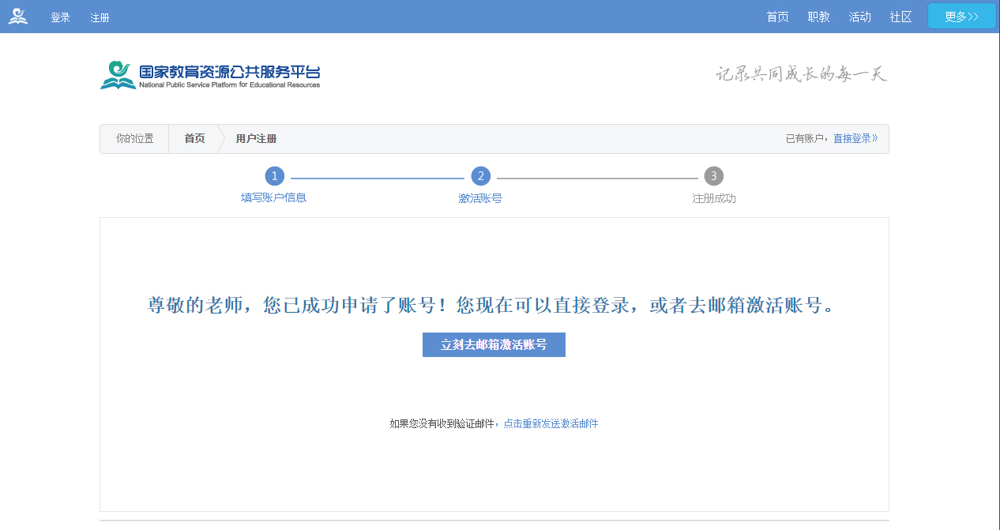 登录 注册 首页 职教 活动 社区 更多>>
国家教育资源公共服务平台
National Public Service Platform for Educational Resources
记录共同成长的每一天
你的位置 首页 用户注册 已有账户，直接登录》
1 2 3
填写账户信息 激活账号 注册成功
尊敬的老师，您已成功申请了账号！您现在可以直接登录，或者去邮箱激活账号。
立刻去邮箱激活账号
如果您没有收到验证邮件，点击重新发送激活邮件